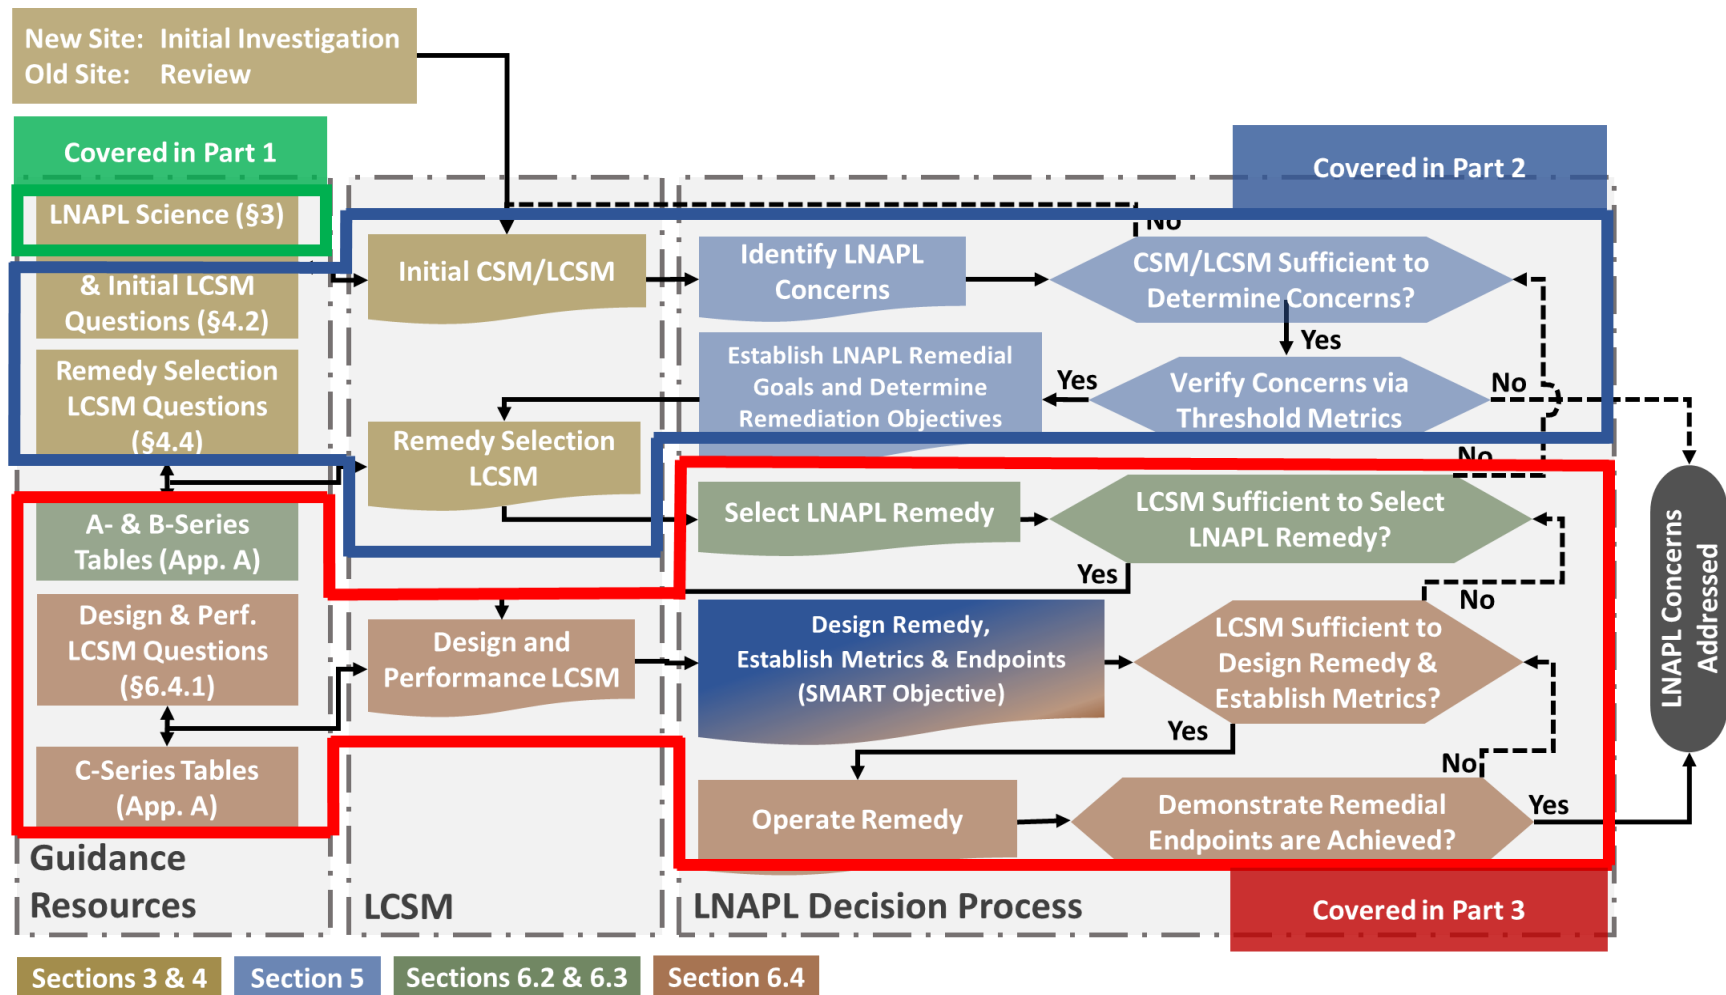 New Site: Initial Investigation
Old Site: Review
Covered in Part 1
Covered in Part 2
LNAPL Science (§3)
& Initial LCSM
Questions (§4.2)
Remedy Selection
LCSM Questions
(§4.4)
A- & B-Series
Tables (App. A)
Design & Perf.
LCSM Questions
(§6.4.1)
C-Series Tables
(App. A)
Guidance
Resources
Initial CSM/LCSM
Remedy Selection
LCSM
Design and
Performance LCSM
LCSM
Identify LNAPL
Concerns
No
CSM/LCSM Sufficient to
Determine Concerns?
Yes
Establish LNAPL Remedial
Goals and Determine
Remediation Objectives
Yes
Verify Concerns via
Threshold Metrics
No
No
Select LNAPL Remedy
LCSM Sufficient to Select
LNAPL Remedy?
Yes
No
Design Remedy,
Establish Metrics & Endpoints
(SMART Objective)
LCSM Sufficient to
Design Remedy &
Establish Metrics?
Yes
No
Operate Remedy
Demonstrate Remedial
Endpoints are Achieved?
Yes
LNAPL Concerns
Addressed
LNAPL Decision Process
Covered in Part 3
Sections 3 & 4
Section 5
Sections 6.2 & 6.3
Section 6.4